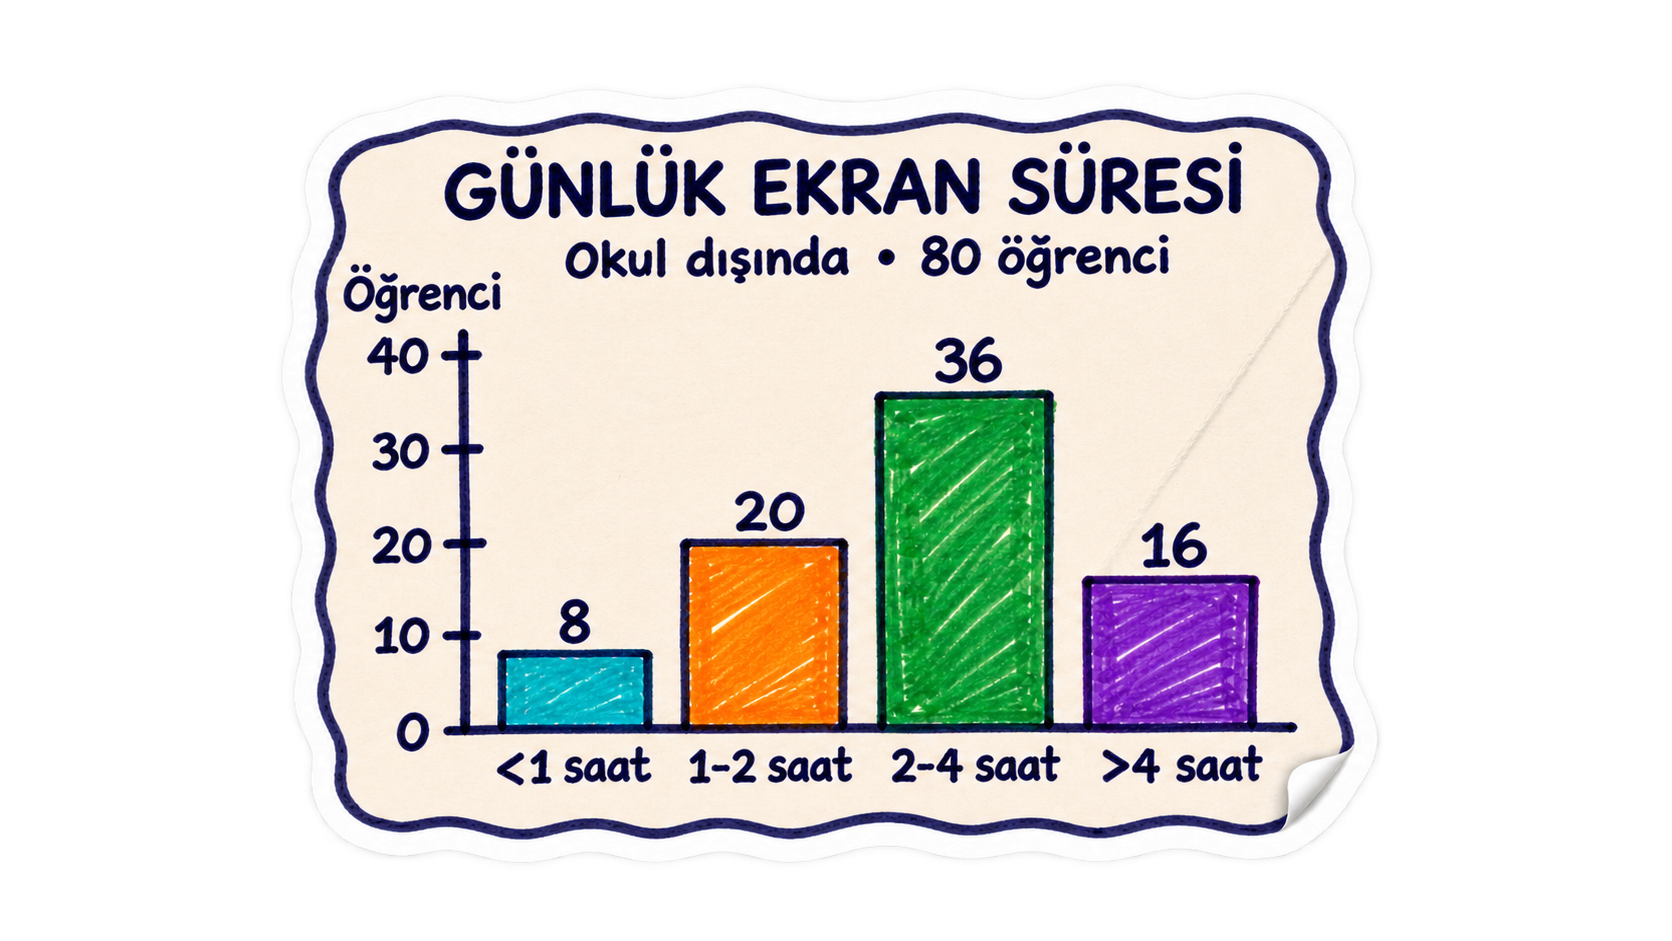 GÜNLÜK EKRAN SÜRESİ
Okul dışında • 80 öğrenci
Öğrenci
40
30
20
10
0
8
20
36
16
<1 saat
1-2 saat
2-4 saat
>4 saat